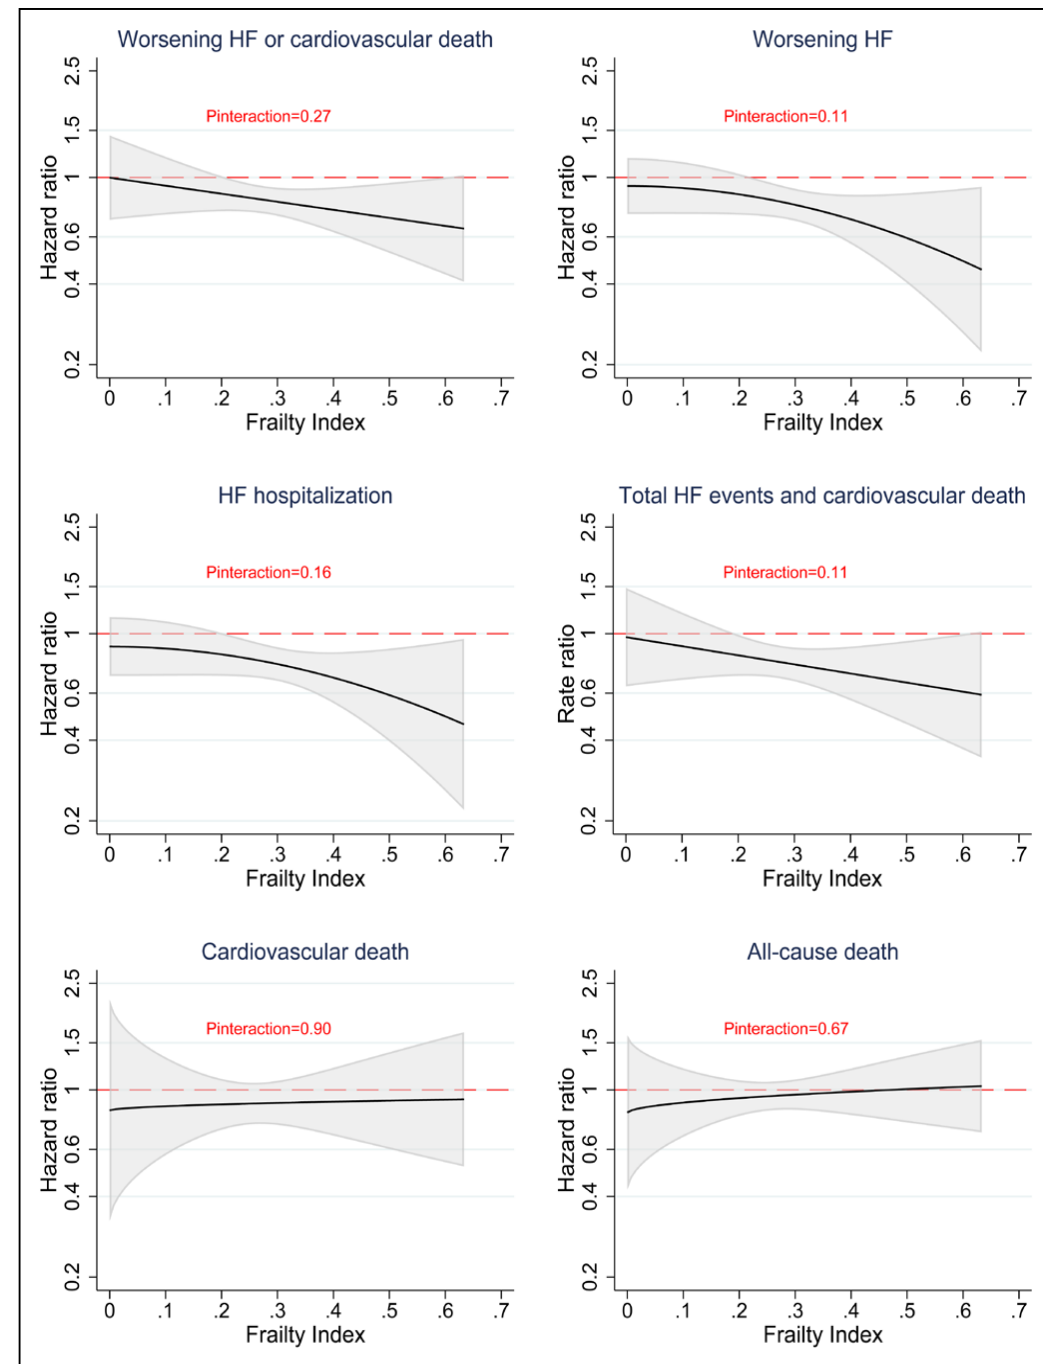 Worsening HF or cardiovascular death
Pinteraction=0.27
Hazard ratio
2.5
1.5
1
0.6
0.4
0.2
0 .1 .2 .3 .4 .5 .6 .7
Frailty Index
Worsening HF
Pinteraction=0.11
Hazard ratio
2.5
1.5
1
0.6
0.4
0.2
0 .1 .2 .3 .4 .5 .6 .7
Frailty Index
HF hospitalization
Pinteraction=0.16
Hazard ratio
2.5
1.5
1
0.6
0.4
0.2
0 .1 .2 .3 .4 .5 .6 .7
Frailty Index
Total HF events and cardiovascular death
Pinteraction=0.11
Rate ratio
2.5
1.5
1
0.6
0.4
0.2
0 .1 .2 .3 .4 .5 .6 .7
Frailty Index
Cardiovascular death
Pinteraction=0.90
Hazard ratio
2.5
1.5
1
0.6
0.4
0.2
0 .1 .2 .3 .4 .5 .6 .7
Frailty Index
All-cause death
Pinteraction=0.67
Hazard ratio
2.5
1.5
1
0.6
0.4
0.2
0 .1 .2 .3 .4 .5 .6 .7
Frailty Index